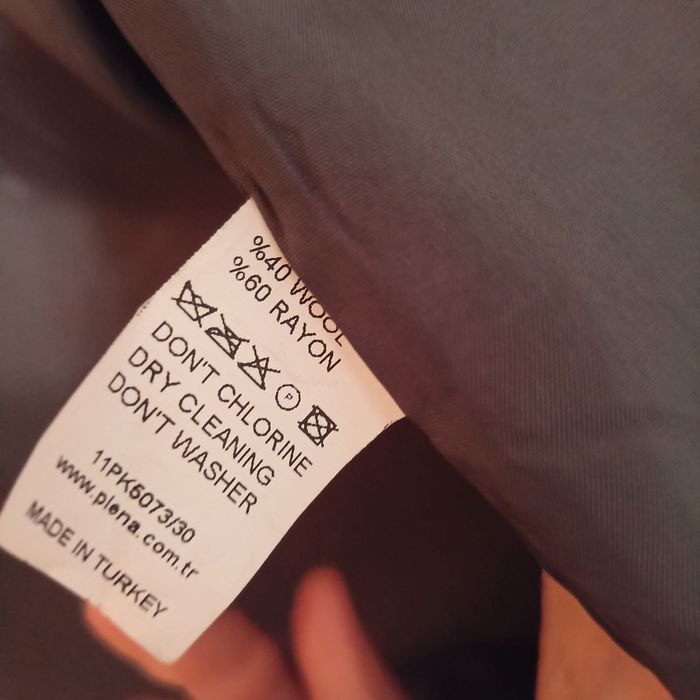 %40 WOOL
%60 RAYON
P
DON'T CHLORINE
DRY CLEANING
DON'T WASHER
11PK5073/30
www.plena.com.tr
MADE IN TURKEY